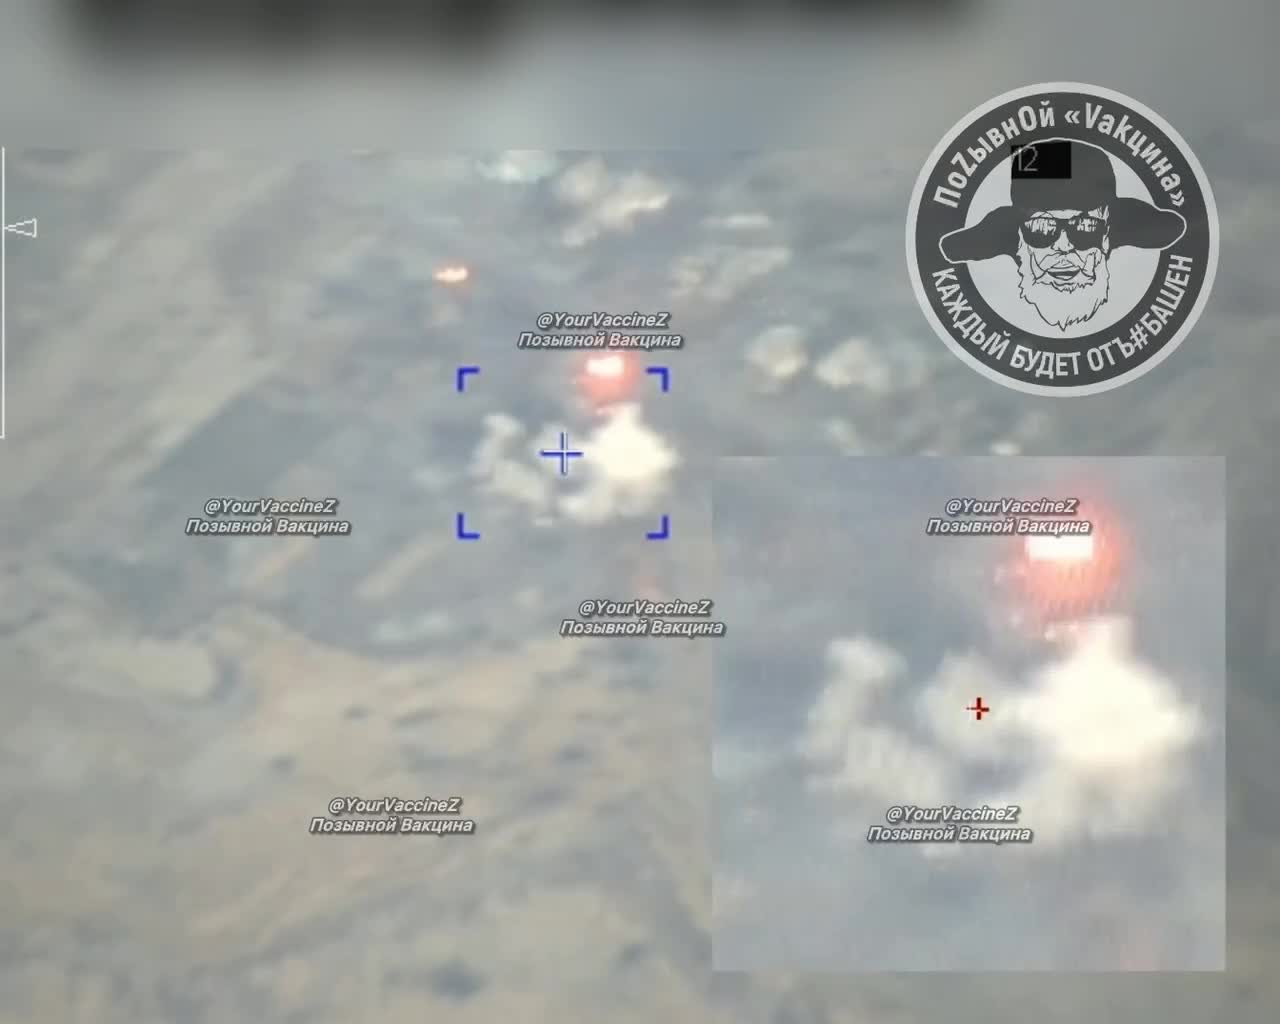 ПоZывнОй «Vakцина»
12
КАЖДЫЙ БУДЕТ ОТЪ#БАШЕН
@YourVaccineZ
Позывной Вакцина
@YourVaccineZ
Позывной Вакцина
@YourVaccineZ
Позывной Вакцина
@YourVaccineZ
Позывной Вакцина
@YourVaccineZ
Позывной Вакцина
@YourVaccineZ
Позывной Вакцина